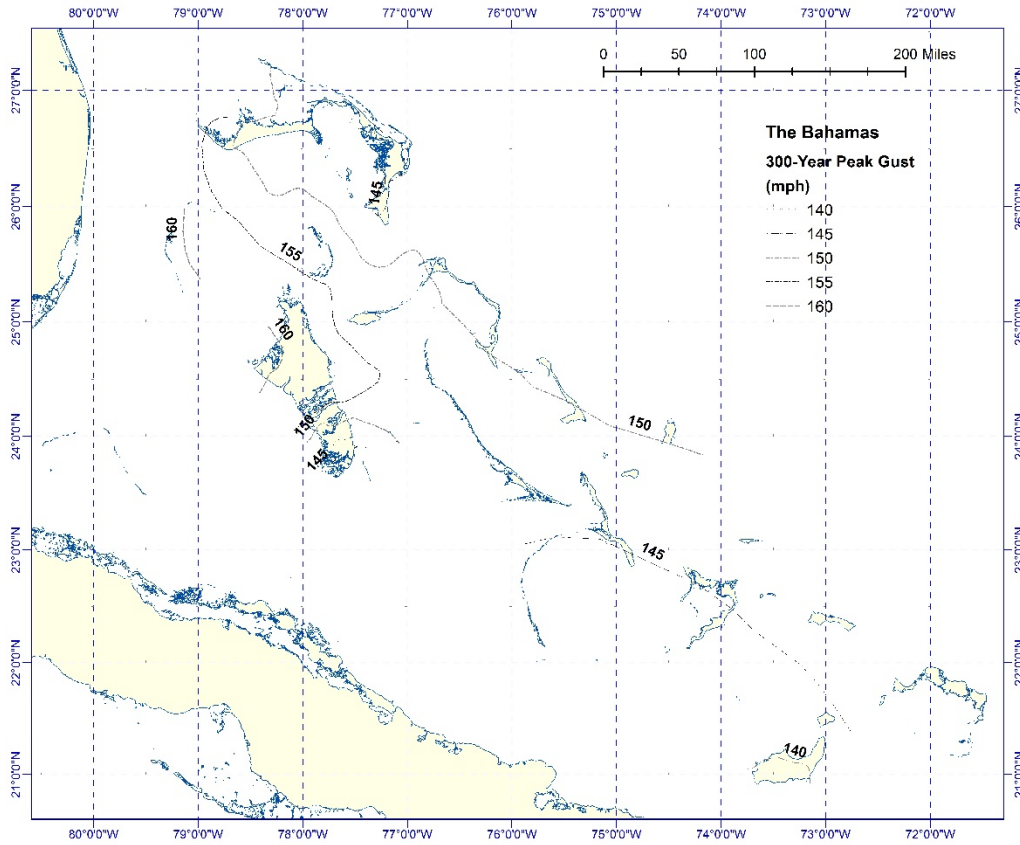 80°0'0"W 79°0'0"W 78°0'0"W 77°0'0"W 76°0'0"W 75°0'0"W 74°0'0"W 73°0'0"W 72°0'0"W
0 50 100 200 Miles
27°0'0"N 27°0'0"N
The Bahamas
300-Year Peak Gust
(mph)
140
145
150
155
160
145
26°0'0"N 26°0'0"N
160
155
25°0'0"N 25°0'0"N
160
150
150
24°0'0"N 24°0'0"N
145
145
23°0'0"N 23°0'0"N
22°0'0"N 22°0'0"N
140
21°0'0"N 21°0'0"N
80°0'0"W 79°0'0"W 78°0'0"W 77°0'0"W 76°0'0"W 75°0'0"W 74°0'0"W 73°0'0"W 72°0'0"W